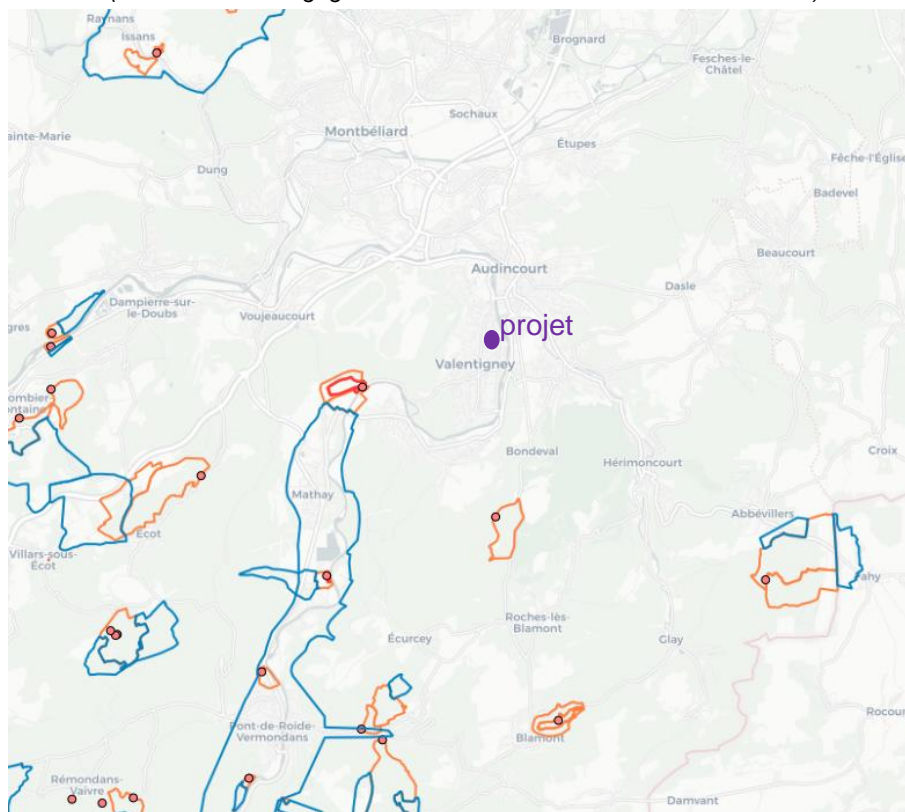 Raynans
Issans
Brognard
Fesches-le-
Châtel
Sochaux
Montbéliard
Étupes
ainte-Marie
Dung
Fêche-l'Église
Badevel
Beaucourt
Audincourt
Dasle
Dampierre-sur-
le-Doubs
Voujeaucourt
projet
Valentigney
Bondeval
Hérimoncourt
Croix
Mathay
Abbévillers
Écot
Villars-sous-
Écot
Roches-lès-
Blamont
Écurcey
Glay
Pont-de-Roide-
Vermondans
Blamont
Rémondans-
Vaivre
Damvant